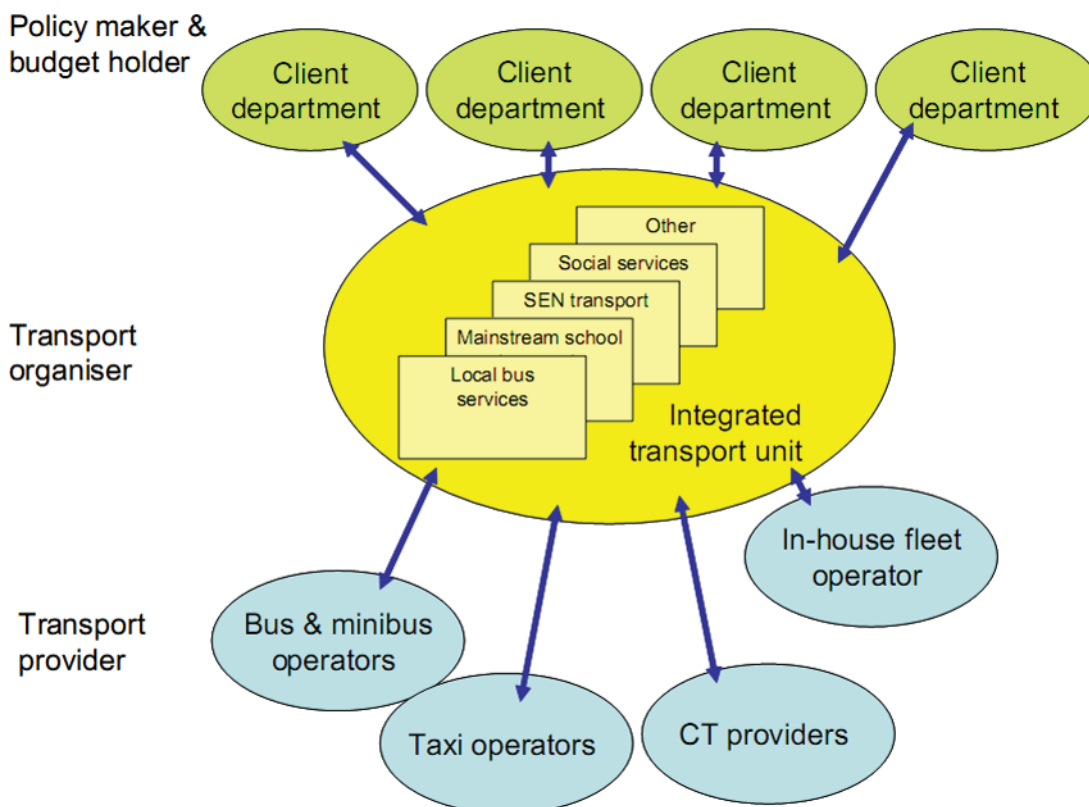 Policy maker &
budget holder
Client
department
Client
department
Client
department
Client
department
Transport
organiser
Other
Social services
SEN transport
Mainstream school
Local bus
services
Integrated
transport unit
Transport
provider
Bus & minibus
operators
Taxi operators
CT providers
In-house fleet
operator